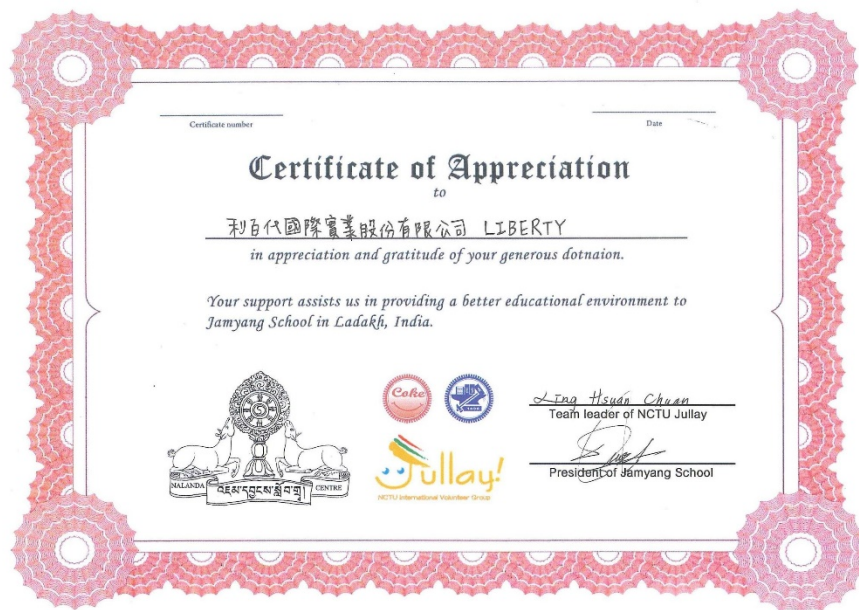 Certificate number
Date
Certificate of Appreciation
to
利百代國際實業股份有限公司 LIBERTY
in appreciation and gratitude of your generous dotnaion.
Your support assists us in providing a better educational environment to
Jamyang School in Ladakh, India.
Coke
Ling Hsuan Chuan
Team leader of NCTU Jullay
President of Jamyang School
Jullay!
NCTU International Volunteer Group
NALANDA
འཇམ་དབྱངས་སློབ་གྲྭ།
CENTRE